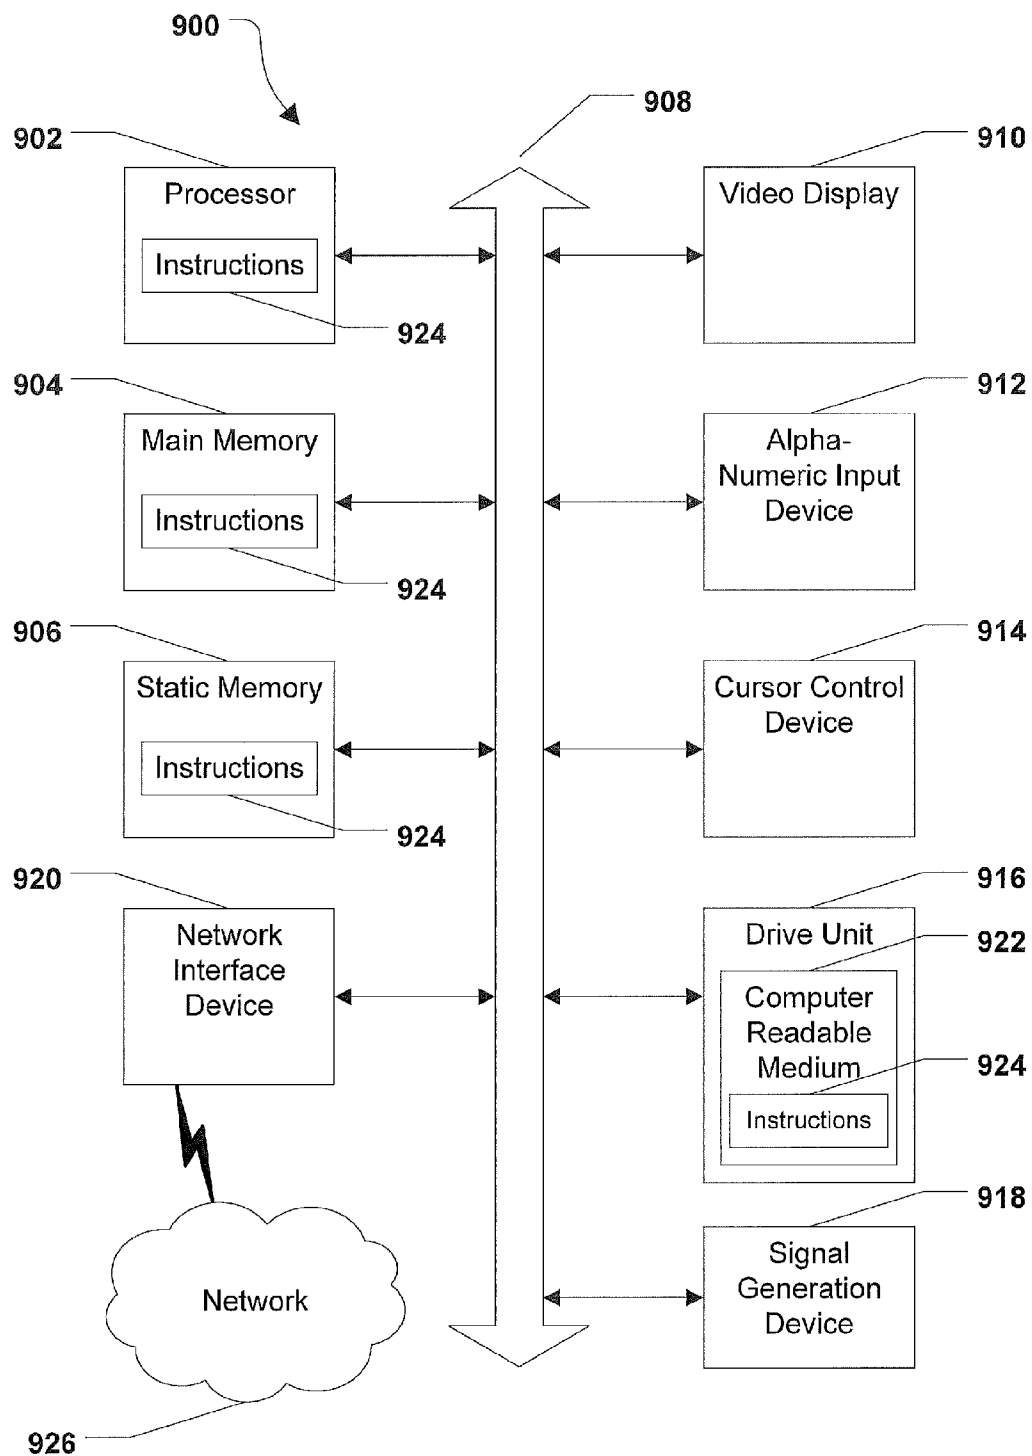 900
908
902
910
Processor
Video Display
Instructions
924
904
912
Main Memory
Alpha-
Numeric Input
Device
Instructions
924
906
914
Static Memory
Cursor Control
Device
Instructions
924
920
916
Network
Interface
Device
Drive Unit
922
Computer
Readable
Medium
924
Instructions
918
Signal
Generation
Device
Network
926